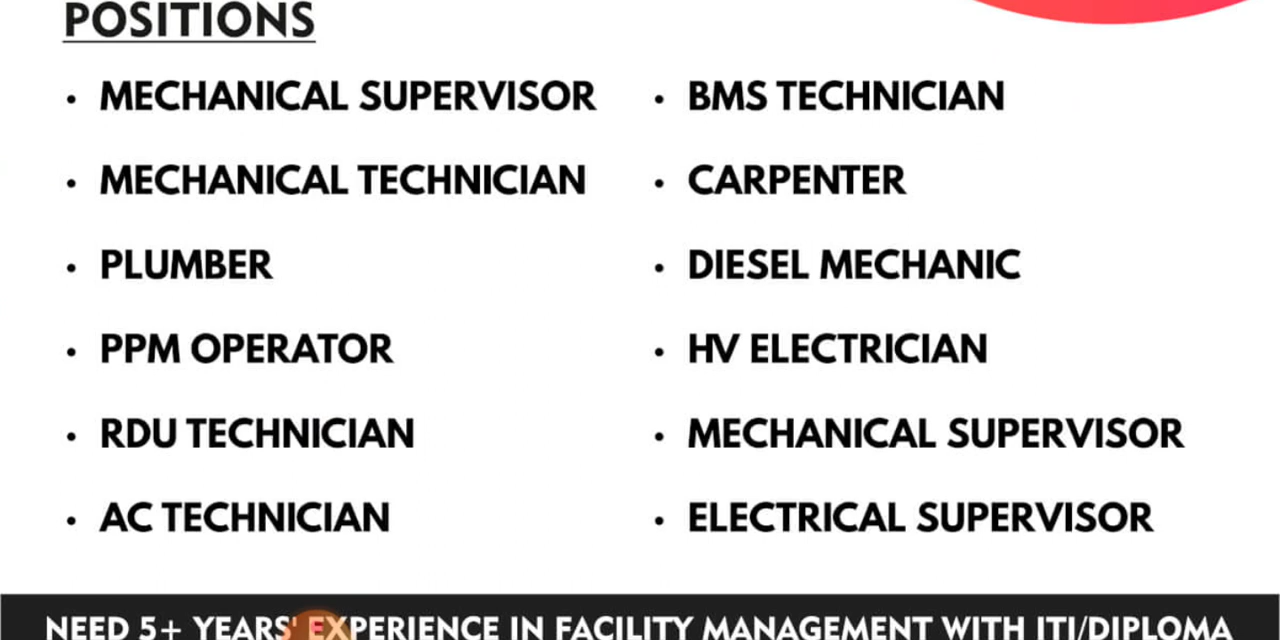 POSITIONS
• MECHANICAL SUPERVISOR
• MECHANICAL TECHNICIAN
• PLUMBER
• PPM OPERATOR
• RDU TECHNICIAN
• AC TECHNICIAN
• BMS TECHNICIAN
• CARPENTER
• DIESEL MECHANIC
• HV ELECTRICIAN
• MECHANICAL SUPERVISOR
• ELECTRICAL SUPERVISOR
NEED 5+ YEARS' EXPERIENCE IN FACILITY MANAGEMENT WITH ITI/DIPLOMA